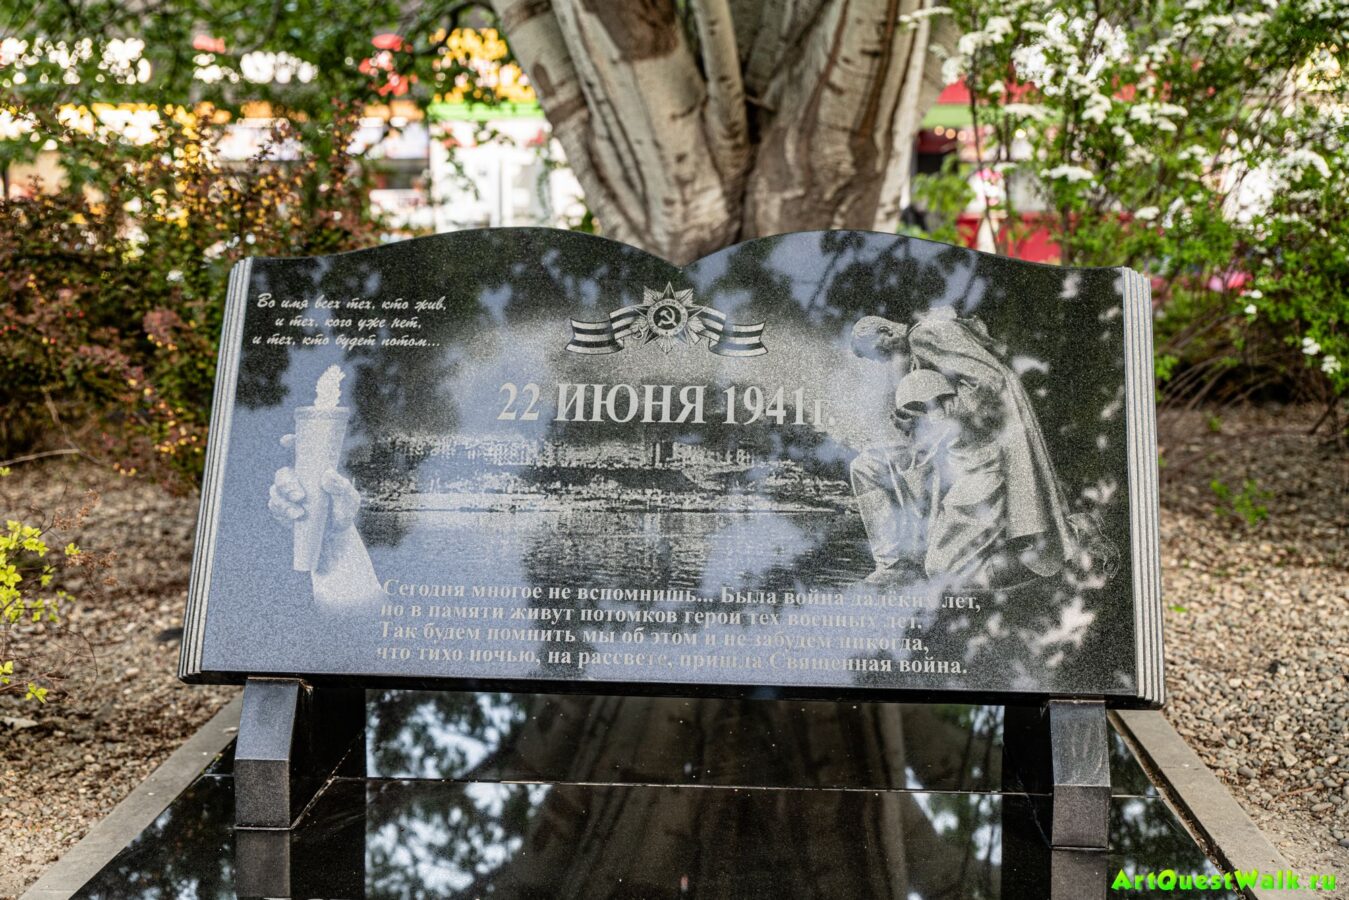 Во имя всех тех, кто жив,
и тех, кого уже нет,
и тех, кто будет потом...
22 ИЮНЯ 1941г.
Сегодня многое не вспомнишь... Была война далёких лет,
но в памяти живут потомков герои тех военных лет.
Так будем помнить мы об этом и не забудем никогда,
что тихо ночью, на рассвете, пришла Священная война.
ArtQuestWalk.ru